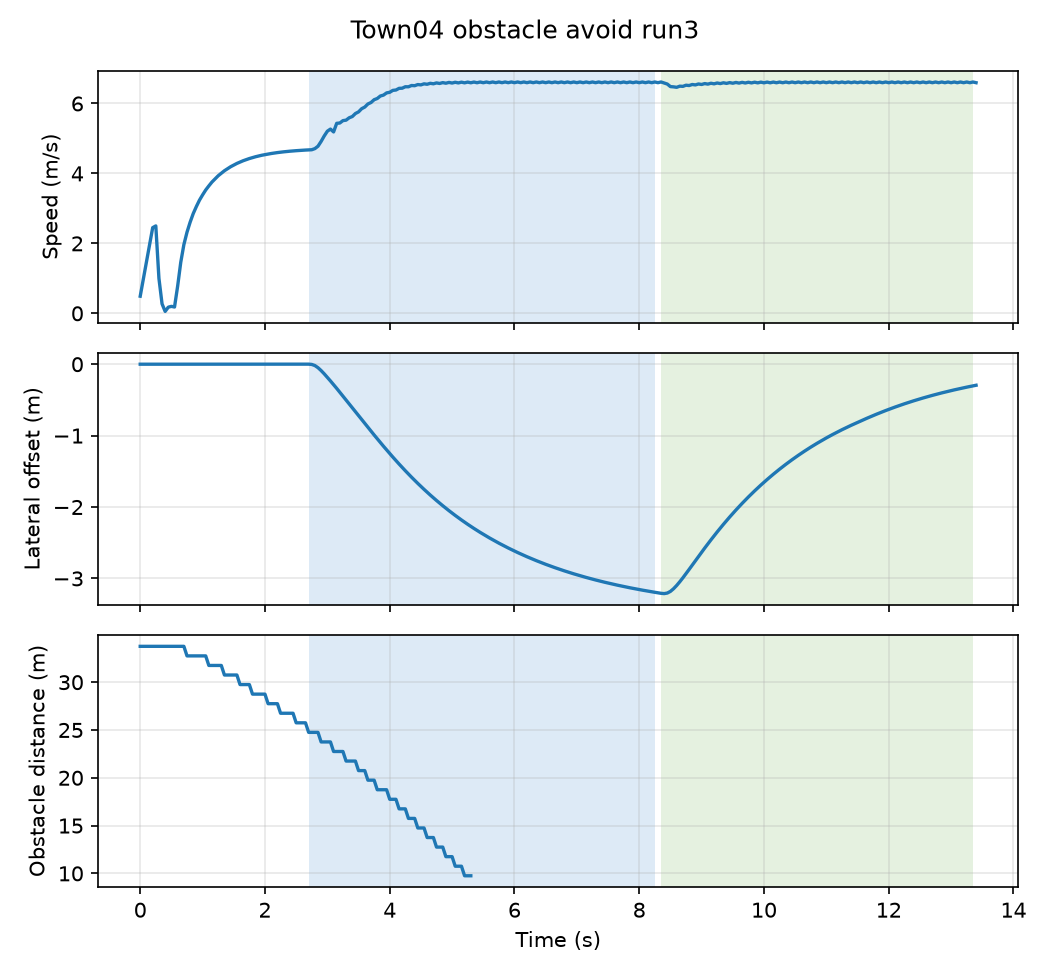 Town04 obstacle avoid run3
Speed (m/s)
6
4
2
0
Lateral offset (m)
0
−1
−2
−3
Obstacle distance (m)
30
25
20
15
10
0 2 4 6 8 10 12 14
Time (s)